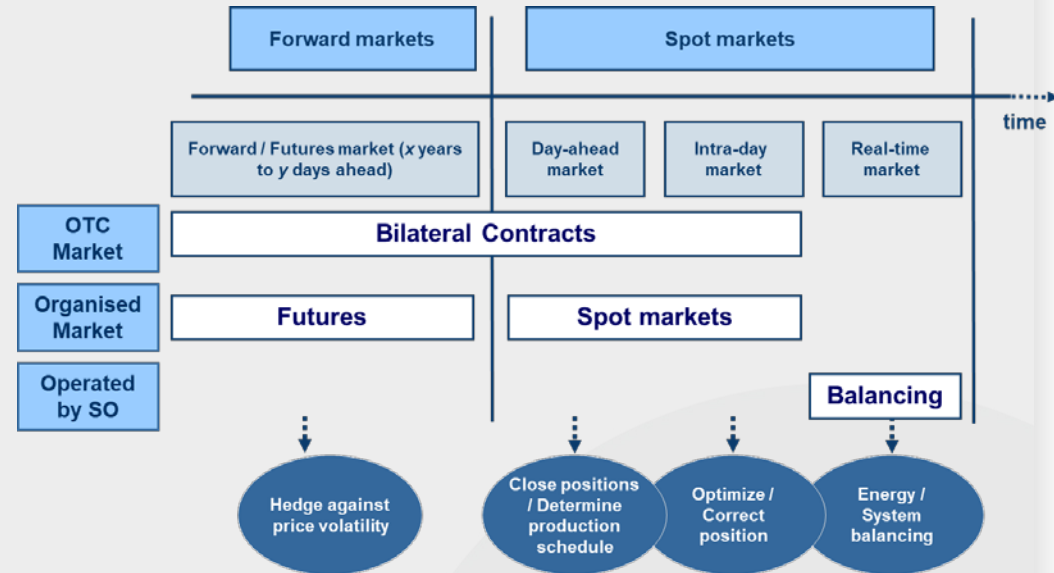 Forward markets
Spot markets
time
Forward / Futures market (x years
to y days ahead)
Day-ahead
market
Intra-day
market
Real-time
market
OTC
Market
Bilateral Contracts
Organised
Market
Futures
Spot markets
Operated
by SO
Balancing
Hedge against
price volatility
Close positions
/ Determine
production
schedule
Optimize /
Correct
position
Energy /
System
balancing